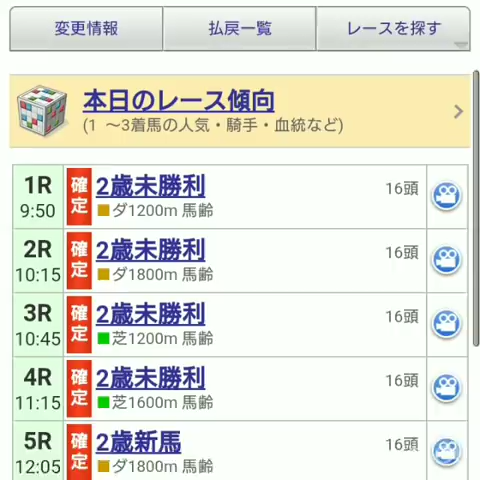 変更情報 払戻一覧 レースを探す
本日のレース傾向
(1 ～3着馬の人気・騎手・血統など)
1R 確定 2歳未勝利 16頭
9:50 ダ1200m 馬齢
2R 確定 2歳未勝利 16頭
10:15 ダ1800m 馬齢
3R 確定 2歳未勝利 16頭
10:45 芝1200m 馬齢
4R 確定 2歳未勝利 16頭
11:15 芝1600m 馬齢
5R 確定 2歳新馬 16頭
12:05 ダ1800m 馬齢